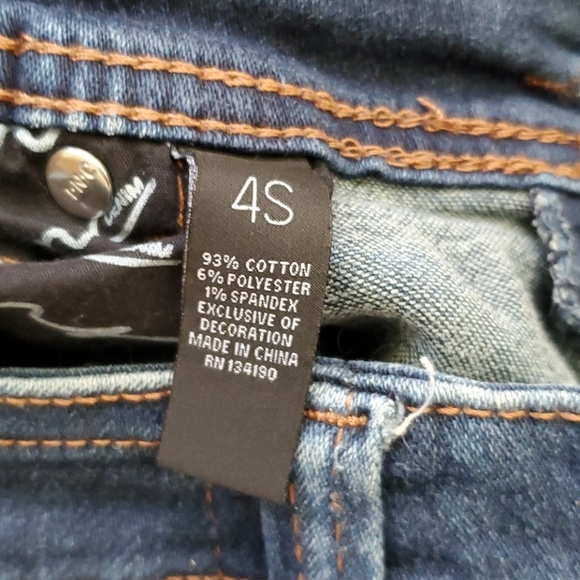 4S
93% COTTON
6% POLYESTER
1% SPANDEX
EXCLUSIVE OF
DECORATION
MADE IN CHINA
RN 134190